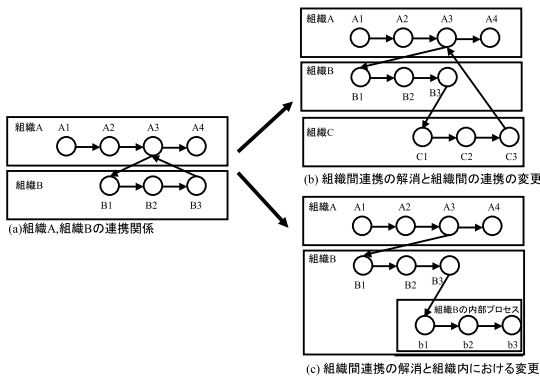 組織A
A1 A2 A3 A4
組織B
B1 B2 B3
(a)組織A,組織Bの連携関係
組織A
A1 A2 A3 A4
組織B
B1 B2 B3
組織C
C1 C2 C3
(b) 組織間連携の解消と組織間の連携の変更
組織A
A1 A2 A3 A4
組織B
B1 B2 B3
組織Bの内部プロセス
b1 b2 b3
(c) 組織間連携の解消と組織内における変更